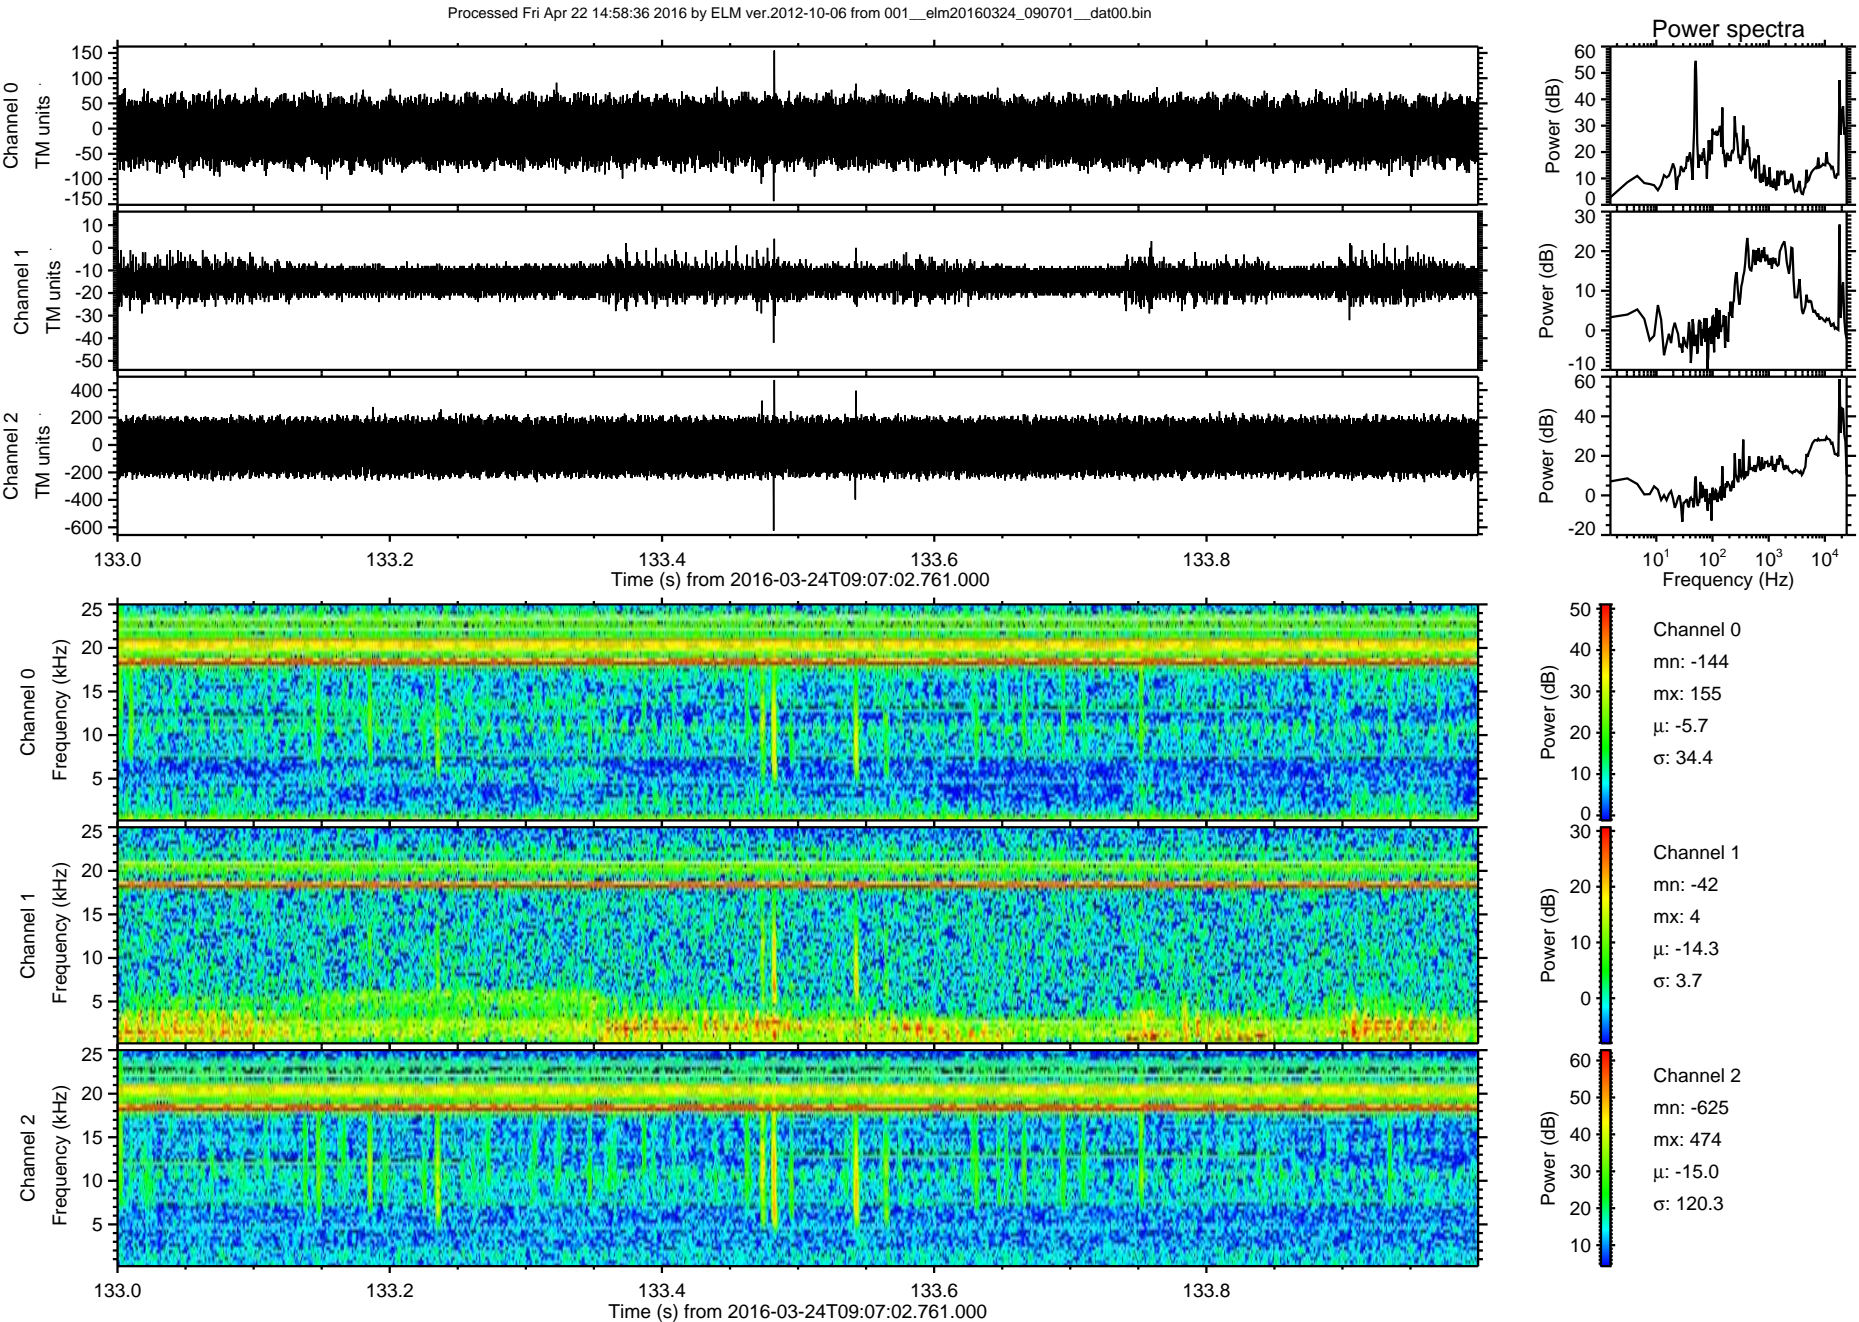 Processed Fri Apr 22 14:58:36 2016 by ELM ver.2012-10-06 from 001__elm20160324_090701__dat00.bin
Power spectra
Channel 0
TM units
150
100
50
0
-50
-100
-150
Power (dB)
60
50
40
30
20
10
0
Channel 1
TM units
10
0
-10
-20
-30
-40
-50
Power (dB)
30
20
10
0
-10
Channel 2
TM units
400
200
0
-200
-400
-600
Power (dB)
60
40
20
0
-20
133.0 133.2 133.4 133.6 133.8
Time (s) from 2016-03-24T09:07:02.761.000
10^1 10^2 10^3 10^4
Frequency (Hz)
Channel 0
Frequency (kHz)
25
20
15
10
5
Power (dB)
50
40
30
20
10
0
Channel 0
mn: -144
mx: 155
μ: -5.7
σ: 34.4
Channel 1
Frequency (kHz)
25
20
15
10
5
Power (dB)
30
20
10
0
Channel 1
mn: -42
mx: 4
μ: -14.3
σ: 3.7
Channel 2
Frequency (kHz)
25
20
15
10
5
Power (dB)
60
50
40
30
20
10
Channel 2
mn: -625
mx: 474
μ: -15.0
σ: 120.3
133.0 133.2 133.4 133.6 133.8
Time (s) from 2016-03-24T09:07:02.761.000